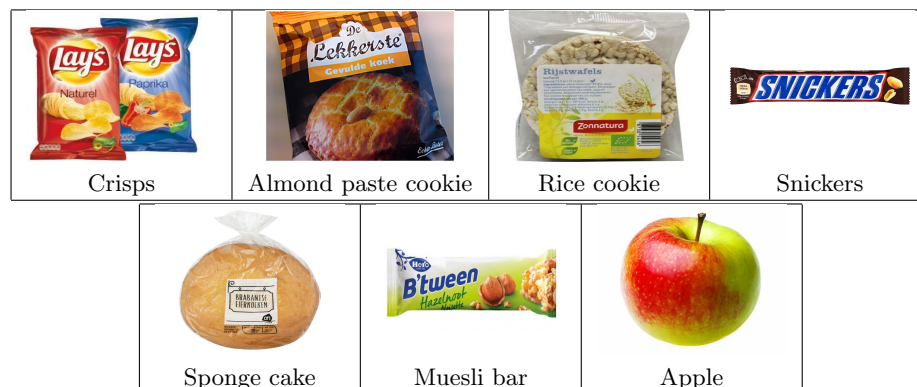 Lay's
Naturel
Lay's
Paprika
De
Lekkerste
Gevulde koek
Rijstwafels
Zonnatura
SNICKERS
Crisps
Almond paste cookie
Rice cookie
Snickers
BRABANTSE
EIERKOEKEN
Hero
B'tween
Hazelnoot
Noisette
Sponge cake
Muesli bar
Apple